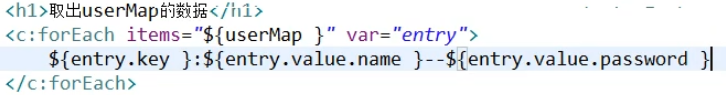 <h1>取出userMap的数据</h1>
<c:forEach items="${userMap }" var="entry">
${entry.key }:${entry.value.name }--${entry.value.password }
</c:forEach>